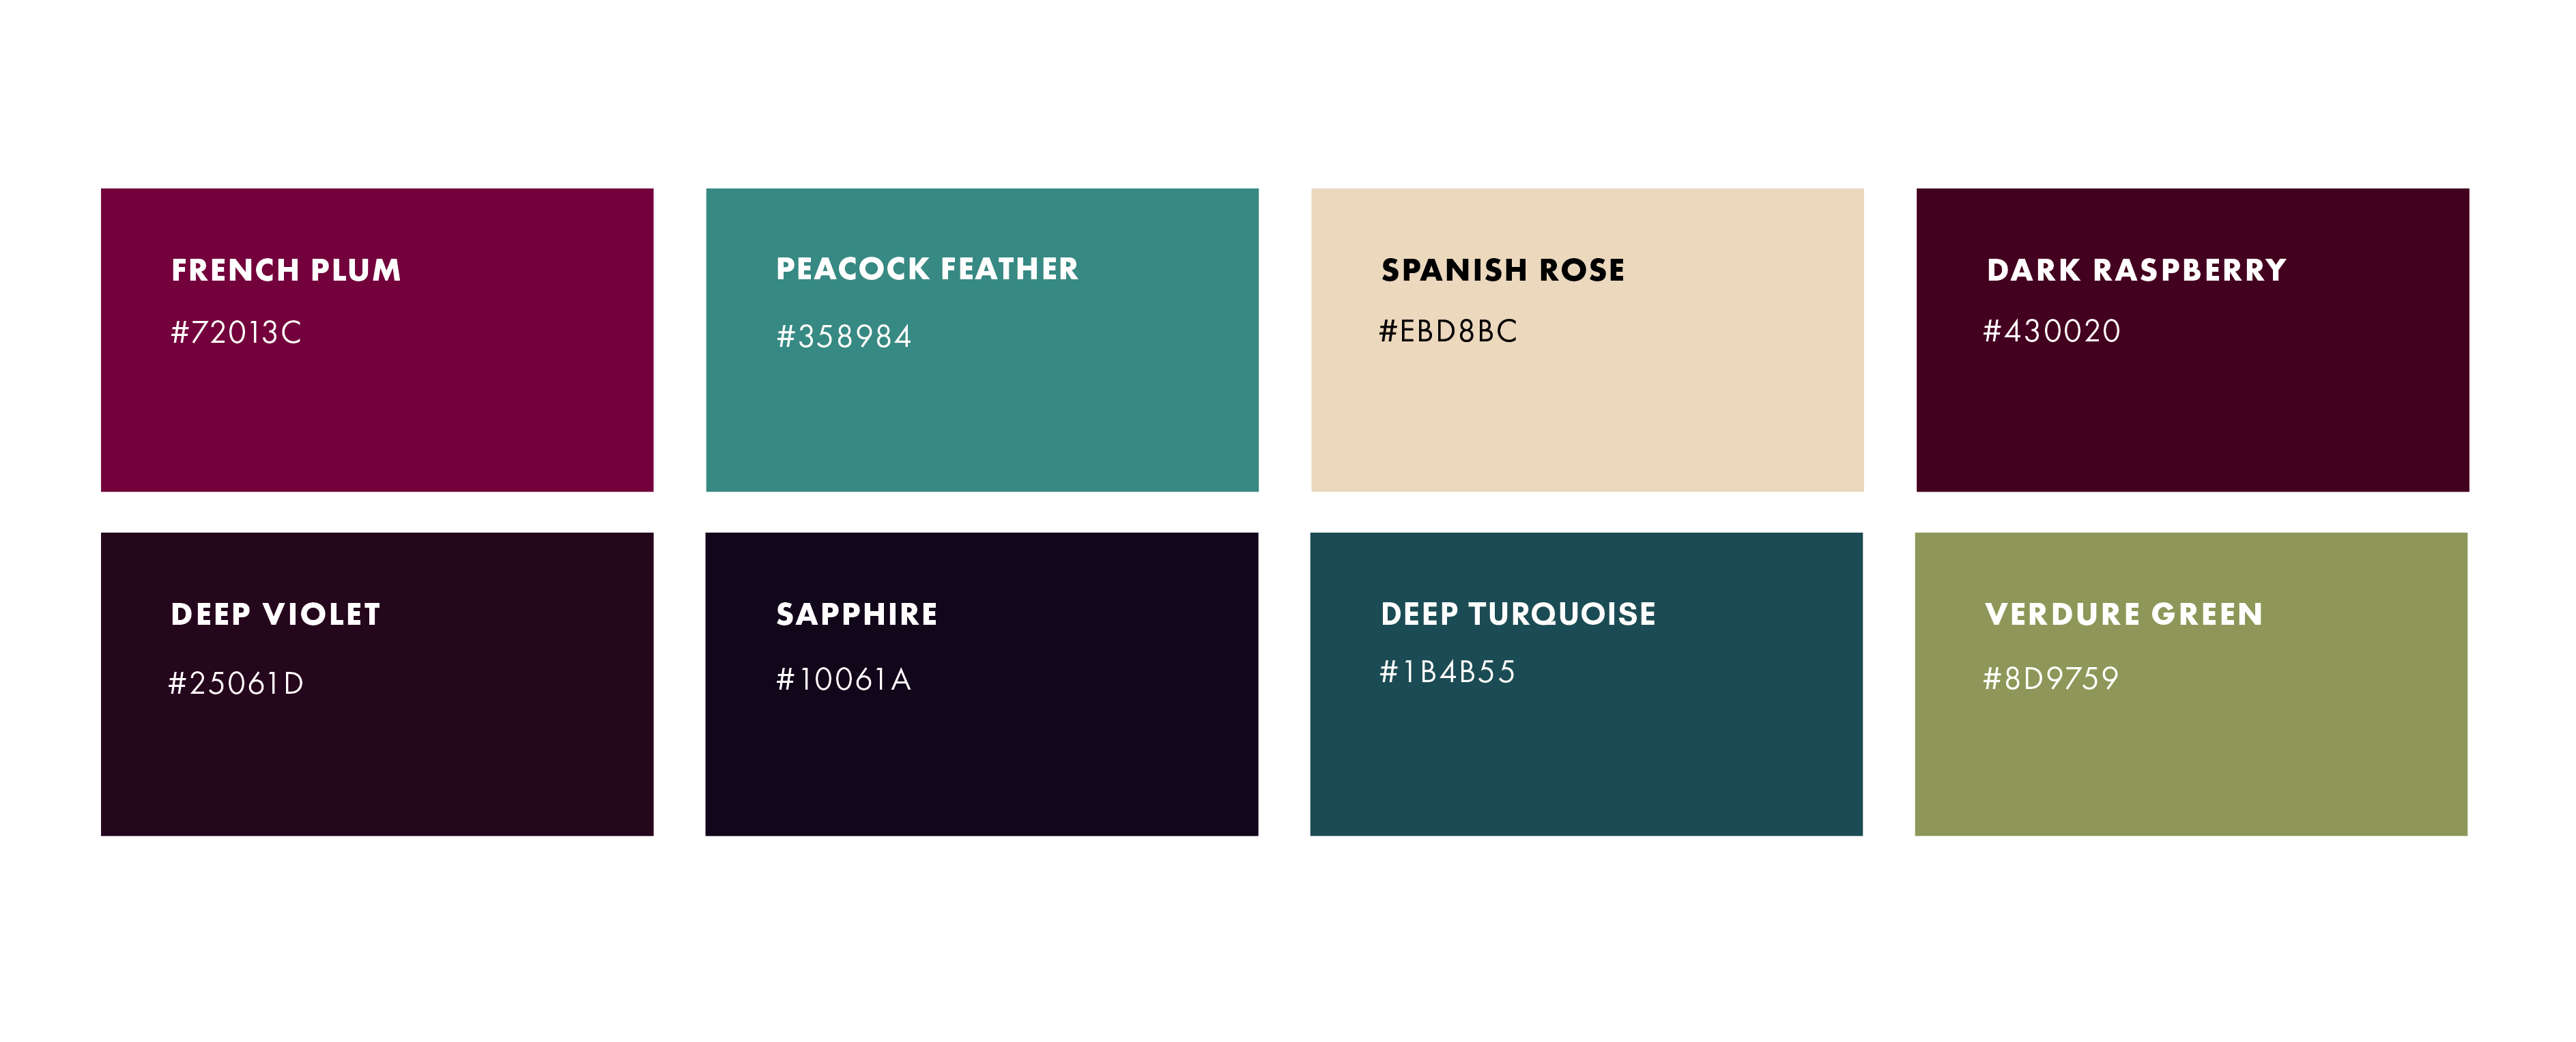 FRENCH PLUM
#72013C
PEACOCK FEATHER
#358984
SPANISH ROSE
#EBD8BC
DARK RASPBERRY
#430020
DEEP VIOLET
#25061D
SAPPHIRE
#10061A
DEEP TURQUOISE
#1B4B55
VERDURE GREEN
#8D9759